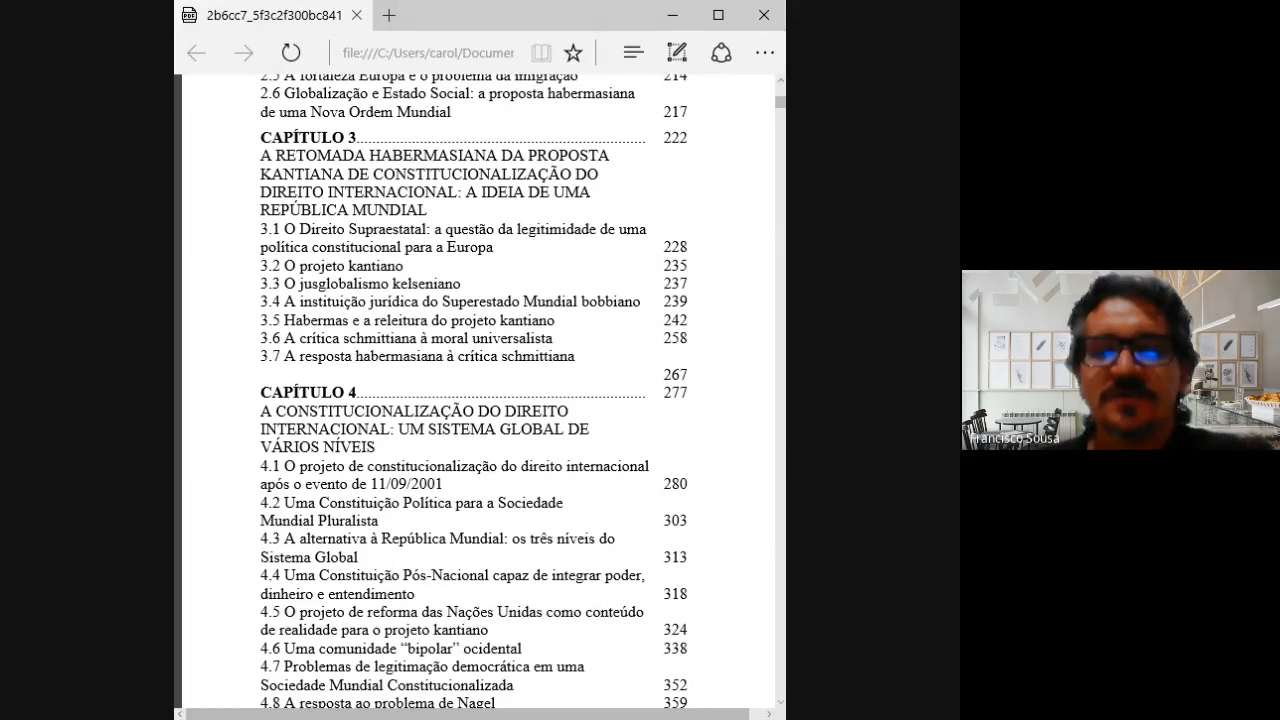 2b6cc7_5f3c2f300bc841
file:///C:/Users/carol/Documer
2.5 A fortaleza Europa e o problema da imigração 214
2.6 Globalização e Estado Social: a proposta habermasiana
de uma Nova Ordem Mundial 217
CAPÍTULO 3 222
A RETOMADA HABERMASIANA DA PROPOSTA
KANTIANA DE CONSTITUCIONALIZAÇÃO DO
DIREITO INTERNACIONAL: A IDEIA DE UMA
REPÚBLICA MUNDIAL
3.1 O Direito Supraestatal: a questão da legitimidade de uma
política constitucional para a Europa 228
3.2 O projeto kantiano 235
3.3 O jusglobalismo kelseniano 237
3.4 A instituição jurídica do Superestado Mundial bobbiano 239
3.5 Habermas e a releitura do projeto kantiano 242
3.6 A crítica schmittiana à moral universalista 258
3.7 A resposta habermasiana à crítica schmittiana
267
CAPÍTULO 4 277
A CONSTITUCIONALIZAÇÃO DO DIREITO
INTERNACIONAL: UM SISTEMA GLOBAL DE
VÁRIOS NÍVEIS
4.1 O projeto de constitucionalização do direito internacional
após o evento de 11/09/2001 280
4.2 Uma Constituição Política para a Sociedade
Mundial Pluralista 303
4.3 A alternativa à República Mundial: os três níveis do
Sistema Global 313
4.4 Uma Constituição Pós-Nacional capaz de integrar poder,
dinheiro e entendimento 318
4.5 O projeto de reforma das Nações Unidas como conteúdo
de realidade para o projeto kantiano 324
4.6 Uma comunidade “bipolar” ocidental 338
4.7 Problemas de legitimação democrática em uma
Sociedade Mundial Constitucionalizada 352
4.8 A resposta ao problema de Nagel 359
Francisco Sousa